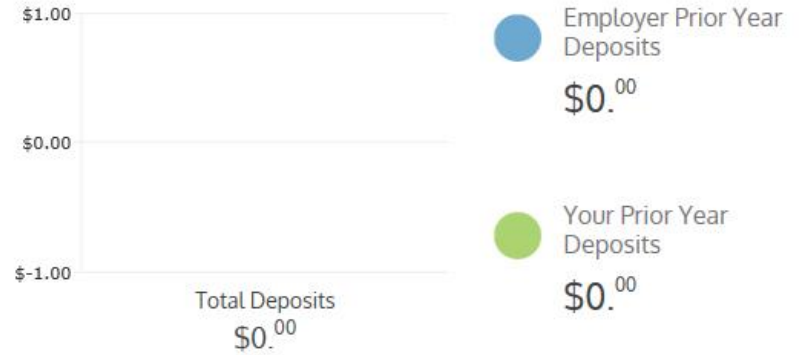 $1.00
$0.00
$-1.00
Total Deposits
$0.00
Employer Prior Year
Deposits
$0.00
Your Prior Year
Deposits
$0.00